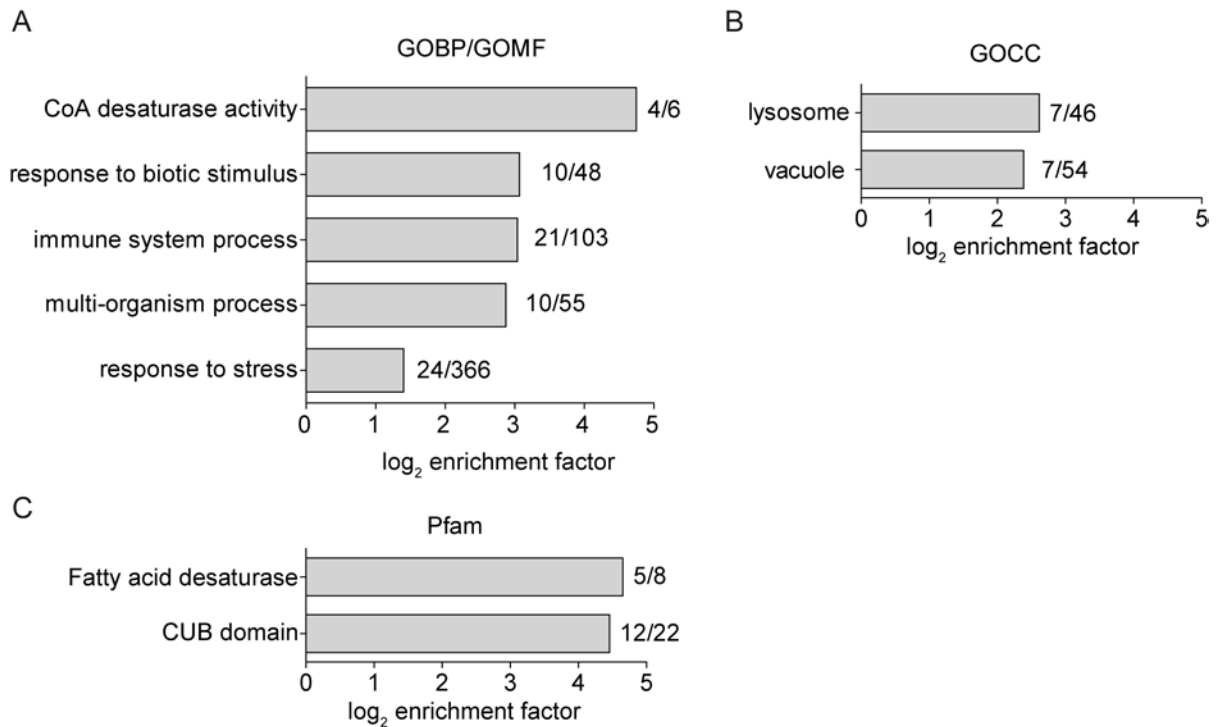 A
GOBP/GOMF
CoA desaturase activity 4/6
response to biotic stimulus 10/48
immune system process 21/103
multi-organism process 10/55
response to stress 24/366
0 1 2 3 4 5
log2 enrichment factor
B
GOCC
lysosome 7/46
vacuole 7/54
0 1 2 3 4 5
log2 enrichment factor
C
Pfam
Fatty acid desaturase 5/8
CUB domain 12/22
0 1 2 3 4 5
log2 enrichment factor